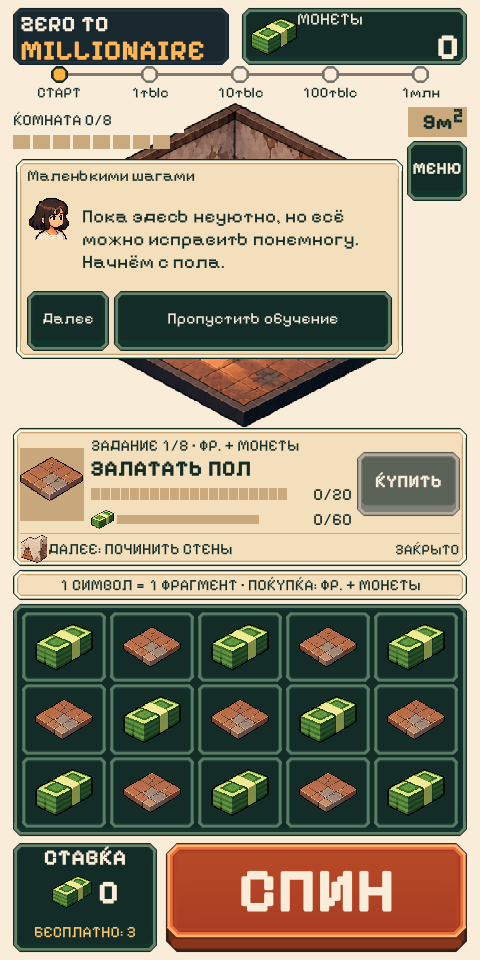 ZERO TO
MILLIONAIRE
МОНЕТЫ
0
СТАРТ
1тыс
10тыс
100тыс
1млн
КОМНАТА 0/8
9м²
МЕНЮ
Маленькими шагами
Пока здесь неуютно, но всё
можно исправить понемногу.
Начнём с пола.
Далее
Пропустить обучение
ЗАДАНИЕ 1/8 · ФР. + МОНЕТЫ
ЗАЛАТАТЬ ПОЛ
0/20
0/60
КУПИТЬ
ДАЛЕЕ: ПОЧИНИТЬ СТЕНЫ
ЗАКРЫТО
1 СИМВОЛ = 1 ФРАГМЕНТ · ПОКУПКА: ФР. + МОНЕТЫ
СТАВКА
0
БЕСПЛАТНО: 3
СПИН